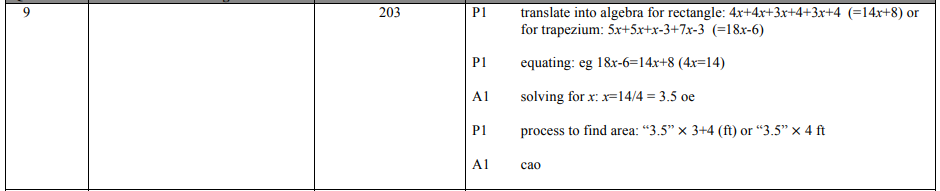 9 203 P1 translate into algebra for rectangle: 4x+4x+3x+4+3x+4 (=14x+8) or
for trapezium: 5x+5x+x-3+7x-3 (=18x-6)
P1 equating: eg 18x-6=14x+8 (4x=14)
A1 solving for x: x=14/4 = 3.5 oe
P1 process to find area: “3.5” × 3+4 (ft) or “3.5” × 4 ft
A1 cao